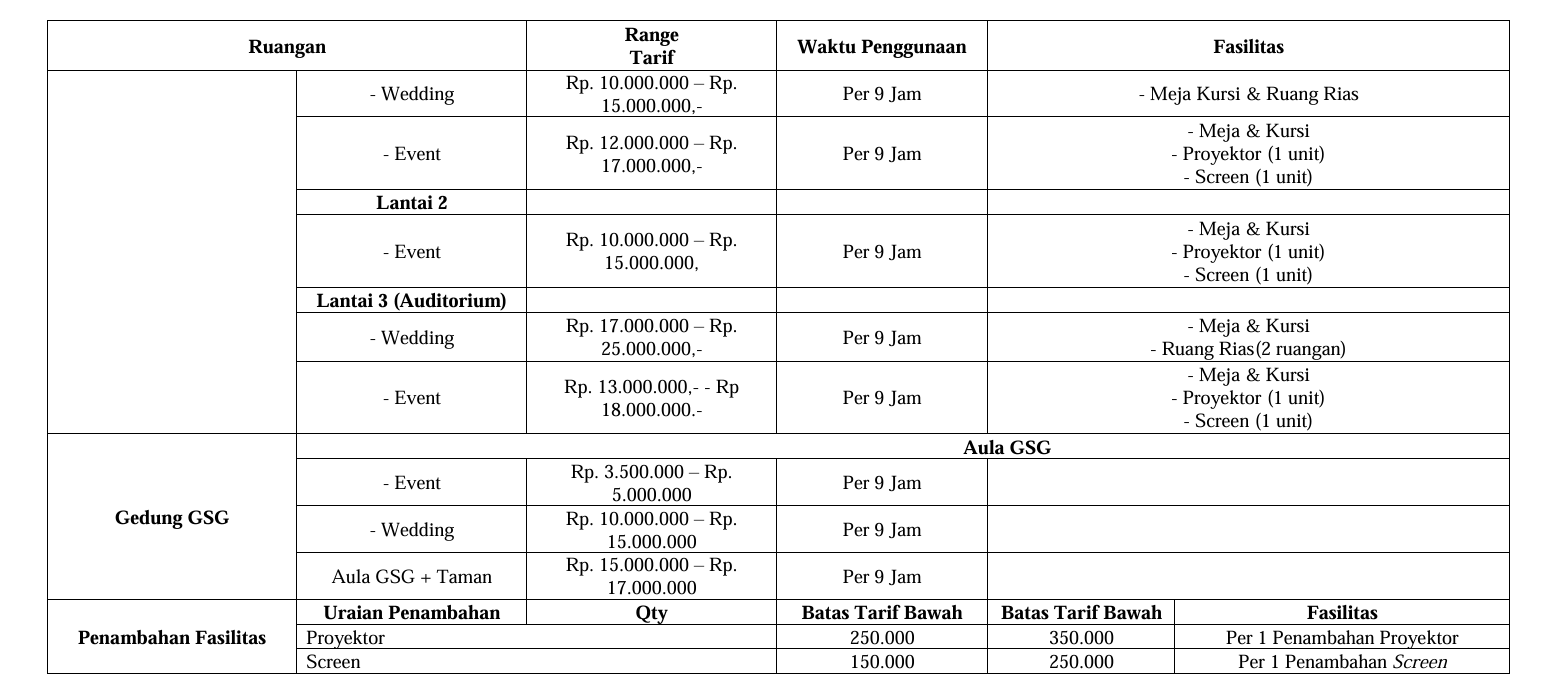 Ruangan
Range
Tarif
Waktu Penggunaan
Fasilitas
- Wedding
Rp. 10.000.000 – Rp.
15.000.000,-
Per 9 Jam
- Meja Kursi & Ruang Rias
- Event
Rp. 12.000.000 – Rp.
17.000.000,-
Per 9 Jam
- Meja & Kursi
- Proyektor (1 unit)
- Screen (1 unit)
Lantai 2
- Event
Rp. 10.000.000 – Rp.
15.000.000,
Per 9 Jam
- Meja & Kursi
- Proyektor (1 unit)
- Screen (1 unit)
Lantai 3 (Auditorium)
- Wedding
Rp. 17.000.000 – Rp.
25.000.000,-
Per 9 Jam
- Meja & Kursi
- Ruang Rias(2 ruangan)
- Event
Rp. 13.000.000,- - Rp
18.000.000.-
Per 9 Jam
- Meja & Kursi
- Proyektor (1 unit)
- Screen (1 unit)
Gedung GSG
Aula GSG
- Event
Rp. 3.500.000 – Rp.
5.000.000
Per 9 Jam
- Wedding
Rp. 10.000.000 – Rp.
15.000.000
Per 9 Jam
Aula GSG + Taman
Rp. 15.000.000 – Rp.
17.000.000
Per 9 Jam
Penambahan Fasilitas
Uraian Penambahan
Qty
Batas Tarif Bawah
Batas Tarif Bawah
Fasilitas
Proyektor
250.000
350.000
Per 1 Penambahan Proyektor
Screen
150.000
250.000
Per 1 Penambahan Screen